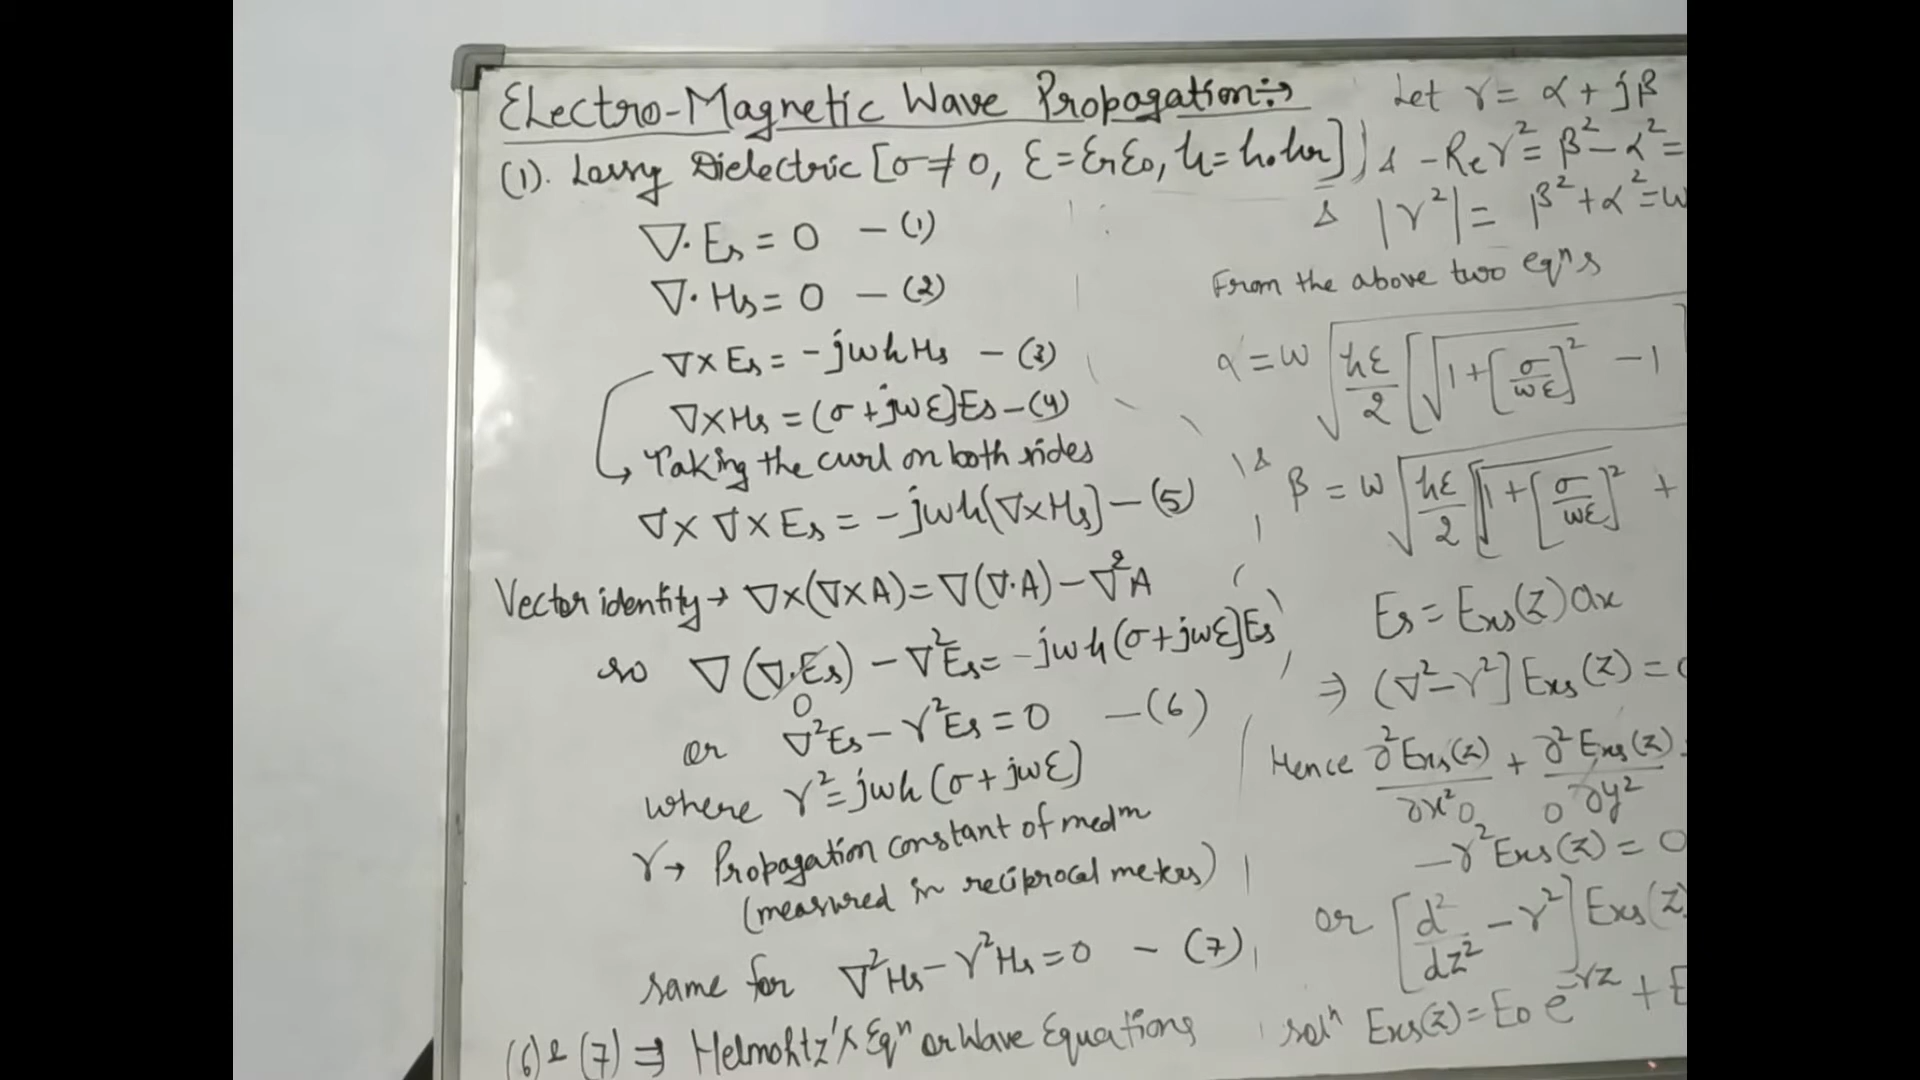 Electro-Magnetic Wave Propagation:→
(1). Lossy Dielectric [σ≠0, ε=εrε0, μ=μ0μr]
∇·Es = 0 — (1)
∇·Hs = 0 — (2)
∇×Es = -jωμHs — (3)
∇×Hs = (σ+jωε]Es — (4)
↳ Taking the curl on both sides
∇×∇×Es = -jωμ(∇×Hs] — (5)
Vector identity → ∇×(∇×A) = ∇(∇·A) - ∇²A
so ∇(∇·Es) - ∇²Es = -jωμ(σ+jωε]Es
0
or ∇²Es - γ²Es = 0 — (6)
where γ² = jωμ(σ+jωε]
γ → Propagation constant of medm
(measured in reciprocal meters)
same for ∇²Hs - γ²Hs = 0 — (7)
(6) & (7) ⇒ Helmohtz's Eqⁿ or Wave Equations
Let γ = α + jβ
& -Re γ² = β² - α² =
& |γ²| = β² + α² = ω
From the above two eqⁿs
α = ω √(με/2 [√(1+[σ/ωε]²) - 1
& β = ω √(με/2 [√(1+[σ/ωε]²) +
Es = Exs(z)ax
⇒ (∇²-γ²] Exs(z) =
Hence ∂²Exs(z)/∂x² + ∂²Exs(z)/∂y²
0 0
-γ²Exs(z) = 0
or [d²/dz² - γ²] Exs(z)
solⁿ Exs(z) = E0 e^-γz + E